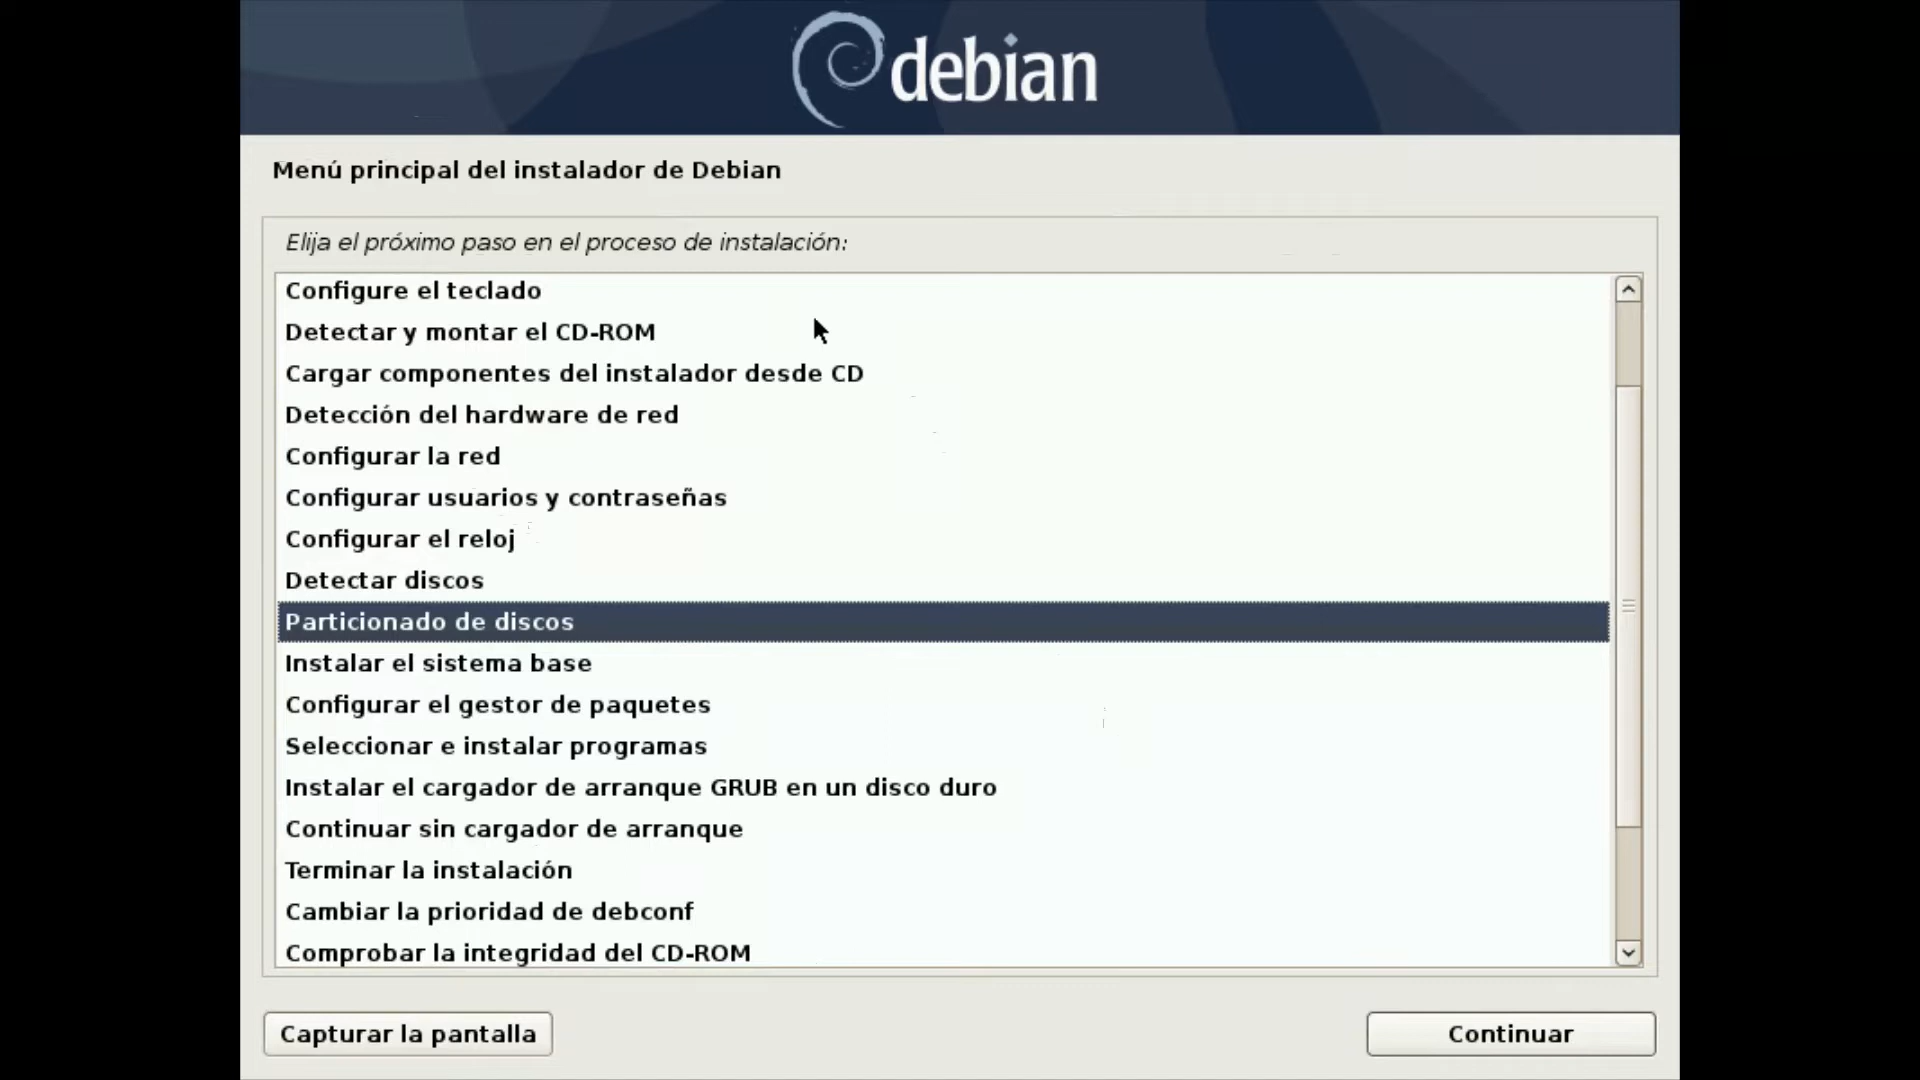 debian
Menú principal del instalador de Debian
Elija el próximo paso en el proceso de instalación:
Configure el teclado
Detectar y montar el CD-ROM
Cargar componentes del instalador desde CD
Detección del hardware de red
Configurar la red
Configurar usuarios y contraseñas
Configurar el reloj
Detectar discos
Particionado de discos
Instalar el sistema base
Configurar el gestor de paquetes
Seleccionar e instalar programas
Instalar el cargador de arranque GRUB en un disco duro
Continuar sin cargador de arranque
Terminar la instalación
Cambiar la prioridad de debconf
Comprobar la integridad del CD-ROM
Capturar la pantalla
Continuar